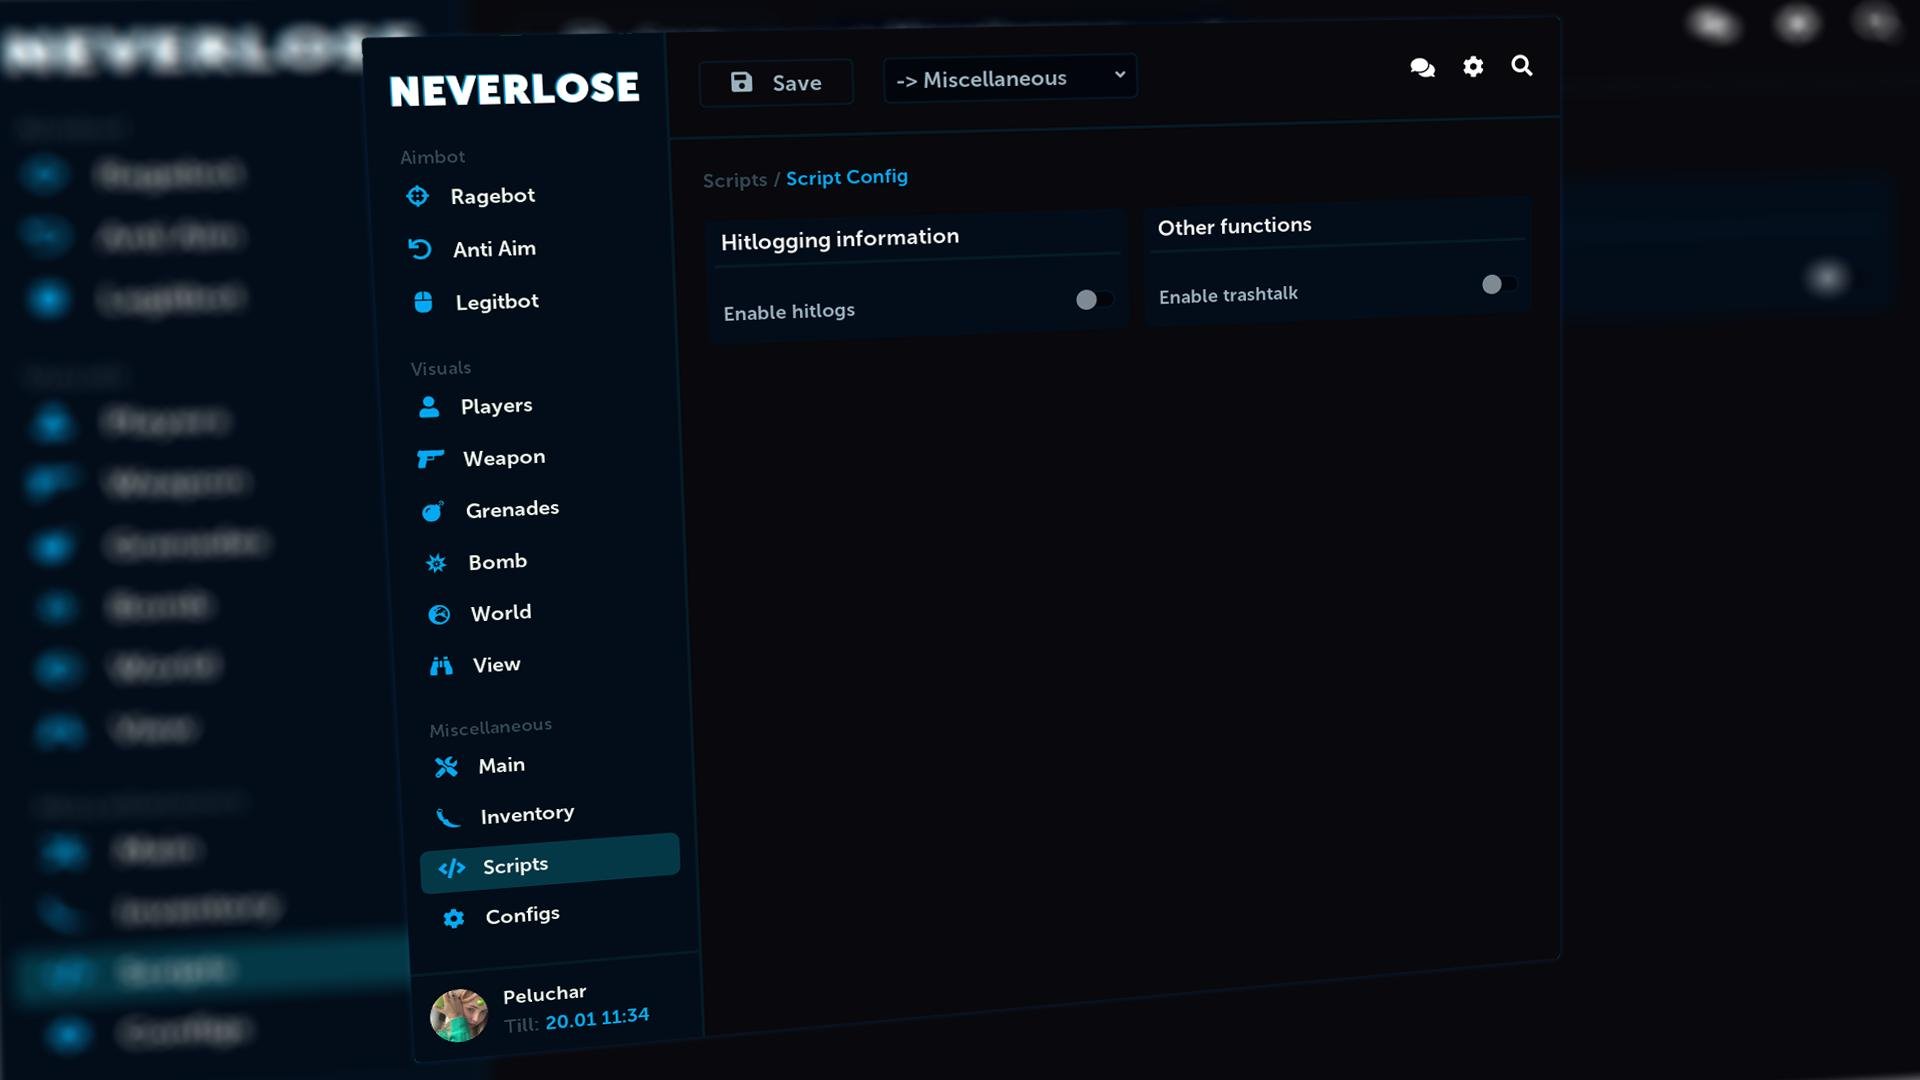 NEVERLOSE
Save
-> Miscellaneous
Aimbot
Ragebot
Anti Aim
Legitbot
Visuals
Players
Weapon
Grenades
Bomb
World
View
Miscellaneous
Main
Inventory
Scripts
Configs
Peluchar
Till: 20.01 11:34
Scripts / Script Config
Hitlogging information
Enable hitlogs
Other functions
Enable trashtalk